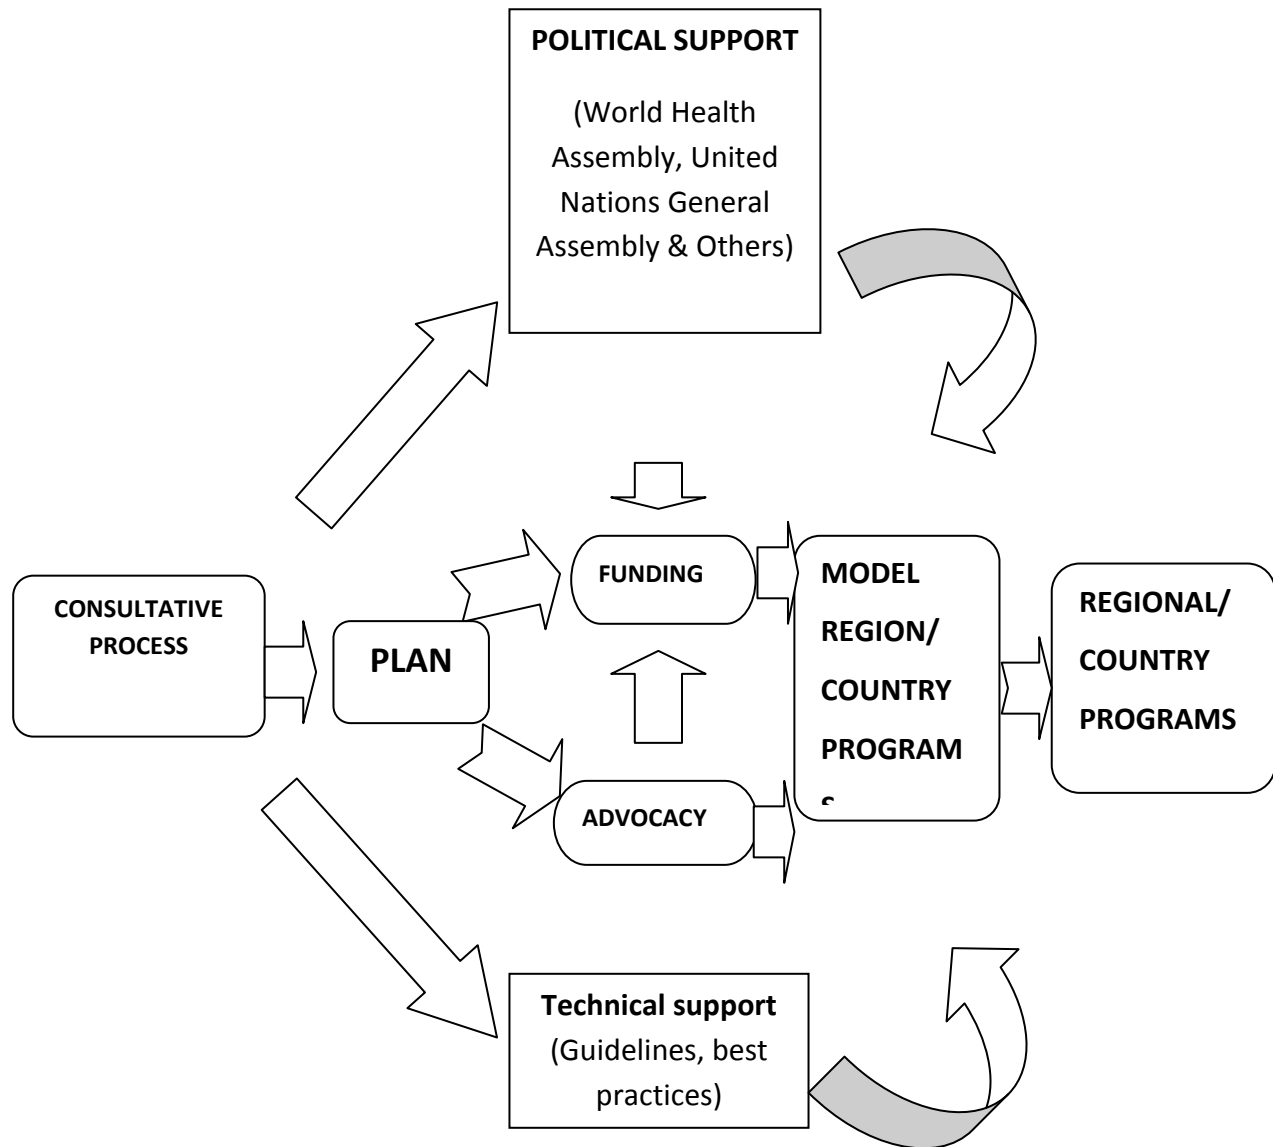 POLITICAL SUPPORT
(World Health
Assembly, United
Nations General
Assembly & Others)
CONSULTATIVE
PROCESS
PLAN
FUNDING
ADVOCACY
MODEL
REGION/
COUNTRY
PROGRAM
S
REGIONAL/
COUNTRY
PROGRAMS
Technical support
(Guidelines, best
practices)